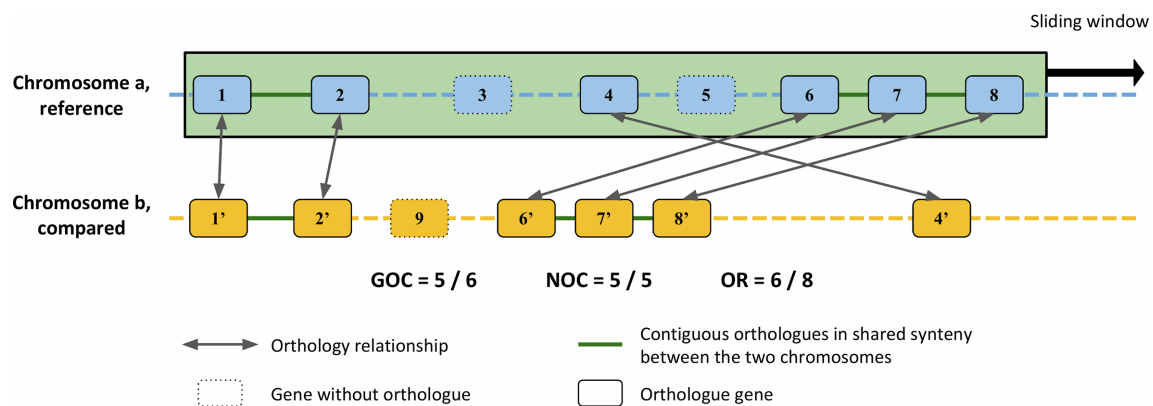 Sliding window
Chromosome a,
reference
1 2 3 4 5 6 7 8
Chromosome b,
compared
1’ 2’ 9 6’ 7’ 8’ 4’
GOC = 5 / 6 NOC = 5 / 5 OR = 6 / 8
Orthology relationship
Contiguous orthologues in shared synteny
between the two chromosomes
Gene without orthologue
Orthologue gene